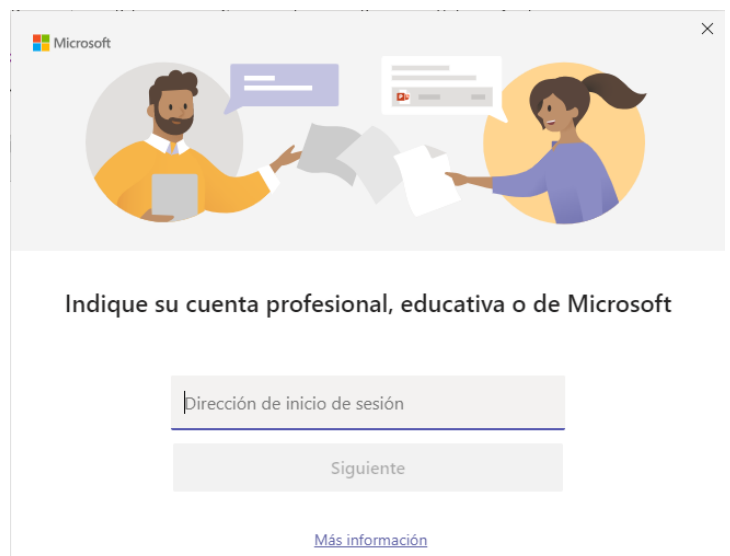 Microsoft
Indique su cuenta profesional, educativa o de Microsoft
Dirección de inicio de sesión
Siguiente
Más información